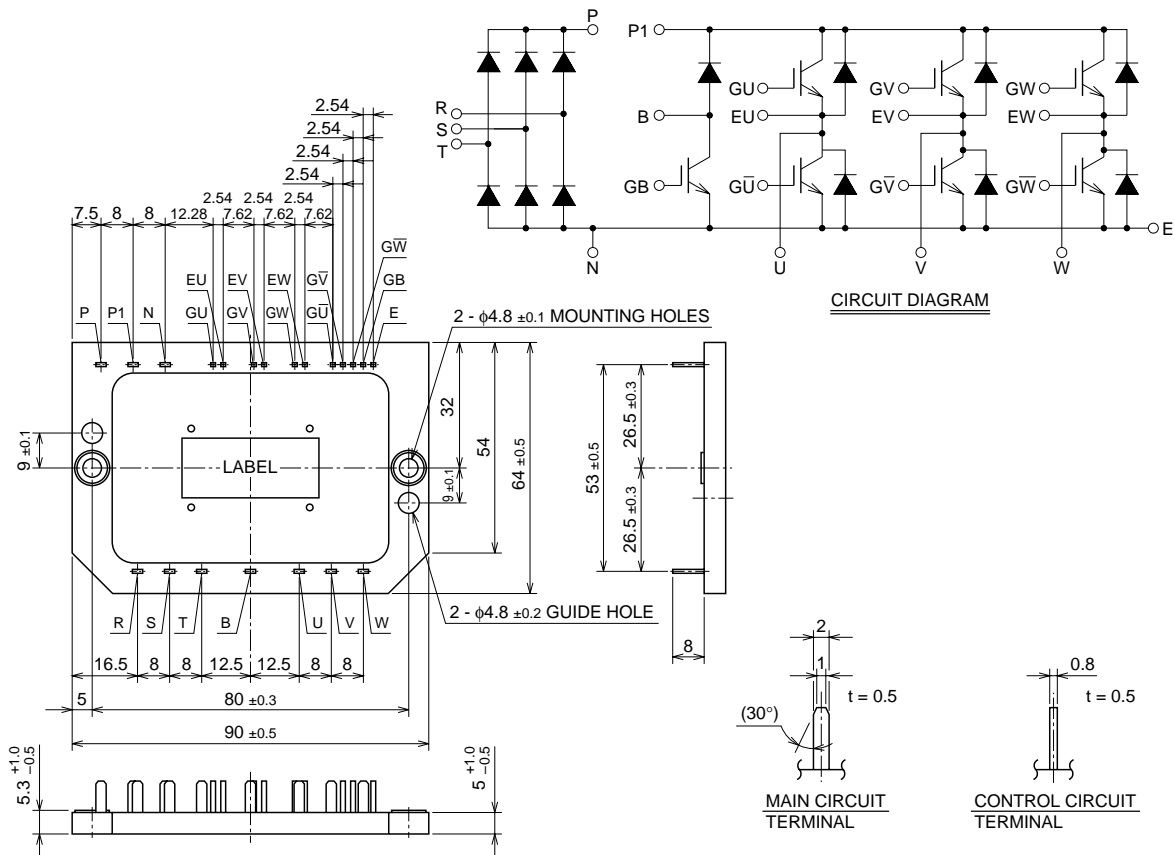 P
P1
GU
GV
GW
R
S
T
B
EU
EV
EW
GB
GU̅
GV̅
GW̅
E
N
U
V
W
CIRCUIT DIAGRAM
2.54
2.54
2.54
2.54
7.5
8
8
12.28
2.54
7.62
2.54
7.62
2.54
7.62
GW̅
EU
EV
EW
GV̅
GB
P
P1
N
GU
GV
GW
GU̅
E
2 - ϕ4.8 ±0.1 MOUNTING HOLES
LABEL
9 ±0.1
32
54
64 ±0.5
9 ±0.1
53 ±0.5
26.5 ±0.3
26.5 ±0.3
8
R
S
T
B
U
V
W
2 - ϕ4.8 ±0.2 GUIDE HOLE
16.5
8
8
12.5
12.5
8
8
5
80 ±0.3
90 ±0.5
5.3 +1.0 −0.5
5 +1.0 −0.5
2
1
t = 0.5
(30°)
MAIN CIRCUIT
TERMINAL
0.8
t = 0.5
CONTROL CIRCUIT
TERMINAL